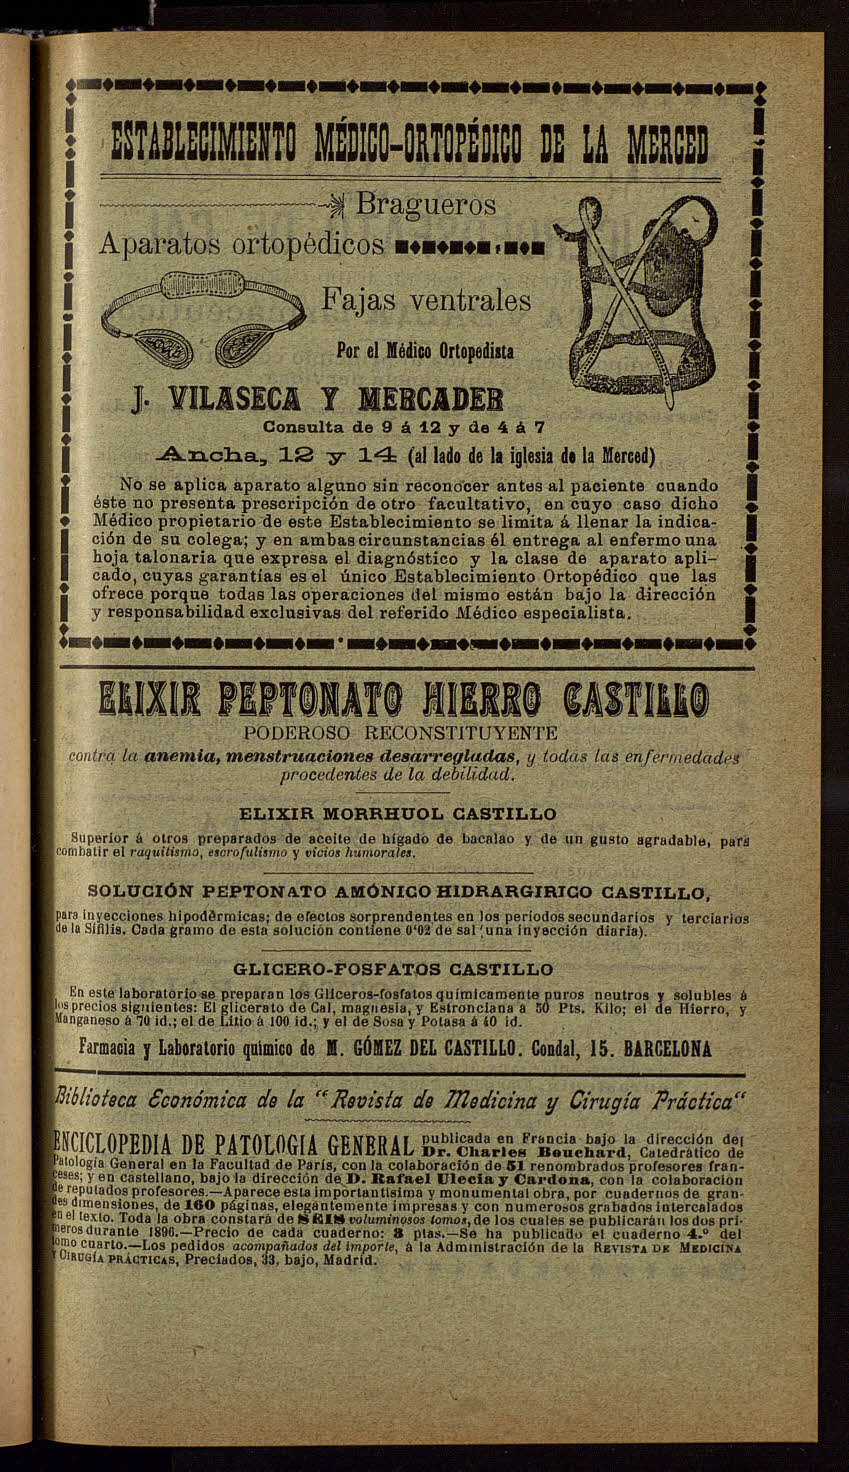 ESTABLECIMIENTO MÉDICO-ORTOPÉDICO DE LA MERCED
Bragueros
Aparatos ortopédicos
Fajas ventrales
Por el Médico Ortopedista
J. VILASECA Y MERCADER
Consulta de 9 á 12 y de 4 á 7
Ancha, 12 y 14 (al lado de la iglesia de la Merced)
No se aplica aparato alguno sin reconocer antes al paciente cuando
éste no presenta prescripción de otro facultativo, en cuyo caso dicho
Médico propietario de este Establecimiento se limita á llenar la indica-
ción de su colega; y en ambas circunstancias él entrega al enfermo una
hoja talonaria que expresa el diagnóstico y la clase de aparato apli-
cado, cuyas garantías es el único Establecimiento Ortopédico que las
ofrece porque todas las operaciones del mismo están bajo la dirección
y responsabilidad exclusivas del referido Médico especialista.
ELIXIR PEPTONATO HIERRO CASTILLO
PODEROSO RECONSTITUYENTE
contra la anemia, menstruaciones desarregladas, y todas las enfermedades
procedentes de la debilidad.
ELIXIR MORRHUOL CASTILLO
Superior á otros preparados de aceite de hígado de bacalao y de un gusto agradable, para
combatir el raquitismo, escrofulismo y vicios humorales.
SOLUCIÓN PEPTONATO AMÓNICO HIDRARGIRICO CASTILLO,
para inyecciones hipodérmicas; de efectos sorprendentes en los períodos secundarios y terciarios
de la Sífilis. Cada gramo de esta solución contiene 0'02 de sal (una inyección diaria).
GLICERO-FOSFATOS CASTILLO
En este laboratorio se preparan los Gliceros-fosfatos químicamente puros neutros y solubles á
los precios siguientes: El glicerato de Cal, magnesia, y Estronciana á 50 Pts. Kilo; el de Hierro, y
Manganeso á 70 id.; el de Litio á 100 id.; y el de Sosa y Potasa á 40 id.
Farmacia y Laboratorio químico de M. GÓMEZ DEL CASTILLO. Condal, 15. BARCELONA
Biblioteca Económica de la "Revista de Medicina y Cirugía Práctica"
ENCICLOPEDIA DE PATOLOGIA GENERAL publicada en Francia bajo la dirección del
Dr. Charles Bouchard, Catedrático de
Patología General en la Facultad de París, con la colaboración de 51 renombrados profesores fran-
ceses; y en castellano, bajo la dirección de D. Rafael Ulecia y Cardona, con la colaboración
de reputados profesores.—Aparece esta importantísima y monumental obra, por cuadernos de gran-
des dimensiones, de 160 páginas, elegantemente impresas y con numerosos grabados intercalados
en el texto. Toda la obra constará de SEIS voluminosos tomos, de los cuales se publicarán los dos pri-
meros durante 1896.—Precio de cada cuaderno: 3 ptas.—Se ha publicado el cuaderno 4.º del
tomo cuarto.—Los pedidos acompañados del importe, á la Administración de la REVISTA DE MEDICINA
Y CIRUGÍA PRÁCTICAS, Preciados, 33, bajo, Madrid.